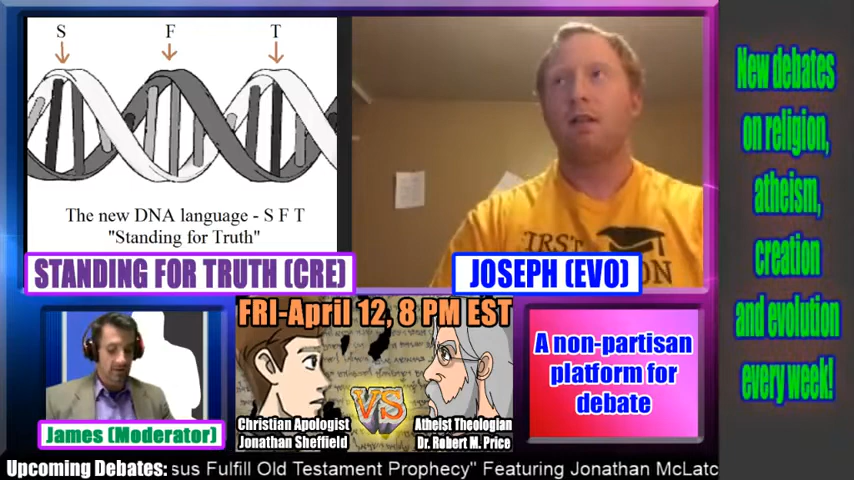 S F T
The new DNA language - S F T
"Standing for Truth"
STANDING FOR TRUTH (CRE)
JOSEPH (EVO)
James (Moderator)
FRI-April 12, 8 PM EST
VS
Christian Apologist
Jonathan Sheffield
Atheist Theologian
Dr. Robert M. Price
A non-partisan
platform for
debate
New debates
on religion,
atheism,
creation
and evolution
every week!
Upcoming Debates: sus Fulfill Old Testament Prophecy" Featuring Jonathan McLatc